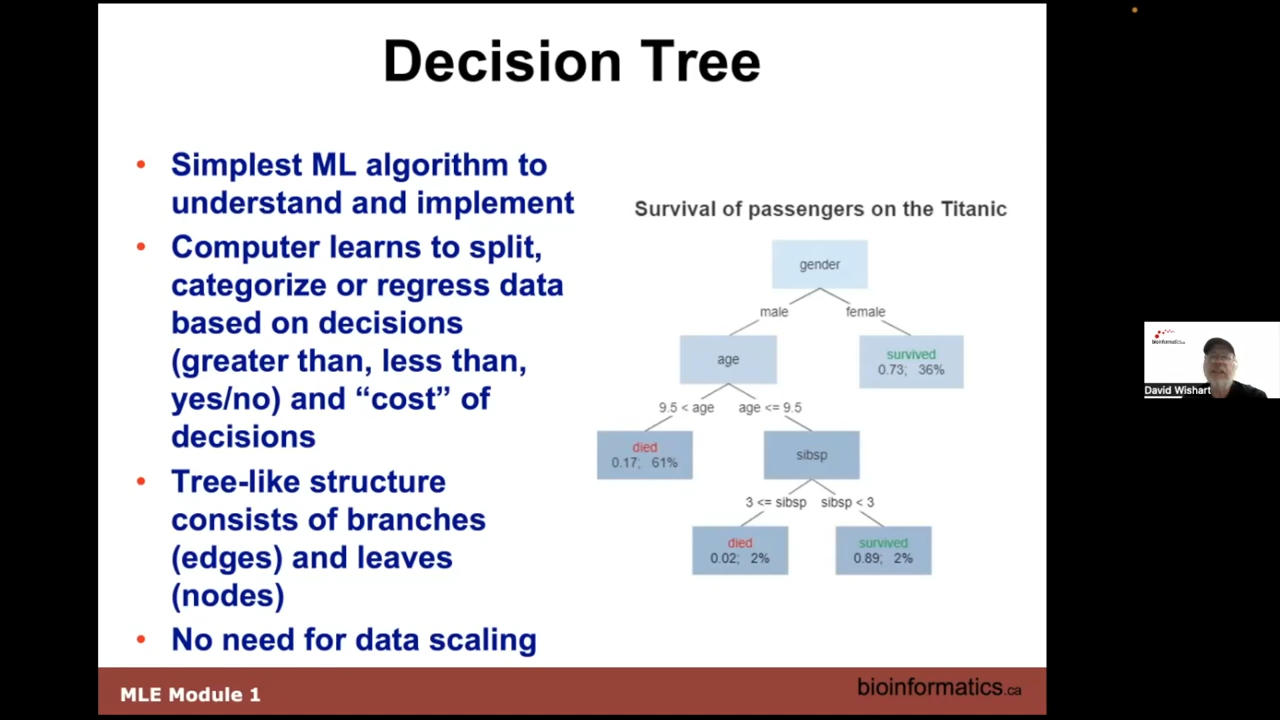 Decision Tree
• Simplest ML algorithm to
understand and implement
• Computer learns to split,
categorize or regress data
based on decisions
(greater than, less than,
yes/no) and “cost” of
decisions
• Tree-like structure
consists of branches
(edges) and leaves
(nodes)
• No need for data scaling
Survival of passengers on the Titanic
gender
male female
age
survived
0.73; 36%
9.5 < age age <= 9.5
died
0.17; 61%
sibsp
3 <= sibsp sibsp < 3
died
0.02; 2%
survived
0.89; 2%
MLE Module 1
bioinformatics.ca
bioinformatics.ca
David Wishart